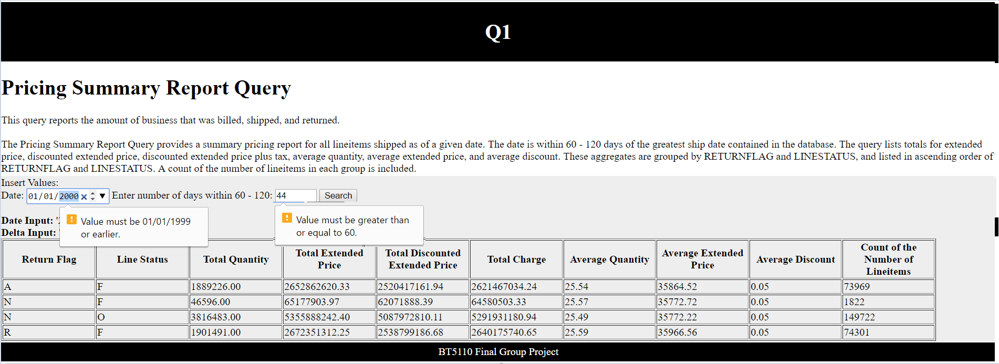 Q1
Pricing Summary Report Query
This query reports the amount of business that was billed, shipped, and returned.
The Pricing Summary Report Query provides a summary pricing report for all lineitems shipped as of a given date. The date is within 60 - 120 days of the greatest ship date contained in the database. The query lists totals for extended
price, discounted extended price, discounted extended price plus tax, average quantity, average extended price, and average discount. These aggregates are grouped by RETURNFLAG and LINESTATUS, and listed in ascending order of
RETURNFLAG and LINESTATUS. A count of the number of lineitems in each group is included.
Insert Values:
Date: 01/01/2000 Enter number of days within 60 - 120: 44 Search
Value must be 01/01/1999
or earlier.
Value must be greater than
or equal to 60.
Date Input:
Delta Input:
Return Flag Line Status Total Quantity Total Extended Price Total Discounted Extended Price Total Charge Average Quantity Average Extended Price Average Discount Count of the Number of Lineitems
A F 1889226.00 2652862620.33 2520417161.94 2621467034.24 25.54 35864.52 0.05 73969
N F 46596.00 65177903.97 62071888.39 64580503.33 25.57 35772.72 0.05 1822
N O 3816483.00 5355888242.40 5087972810.11 5291931180.94 25.49 35772.22 0.05 149722
R F 1901491.00 2672351312.25 2538799186.68 2640175740.65 25.59 35966.56 0.05 74301
BT5110 Final Group Project